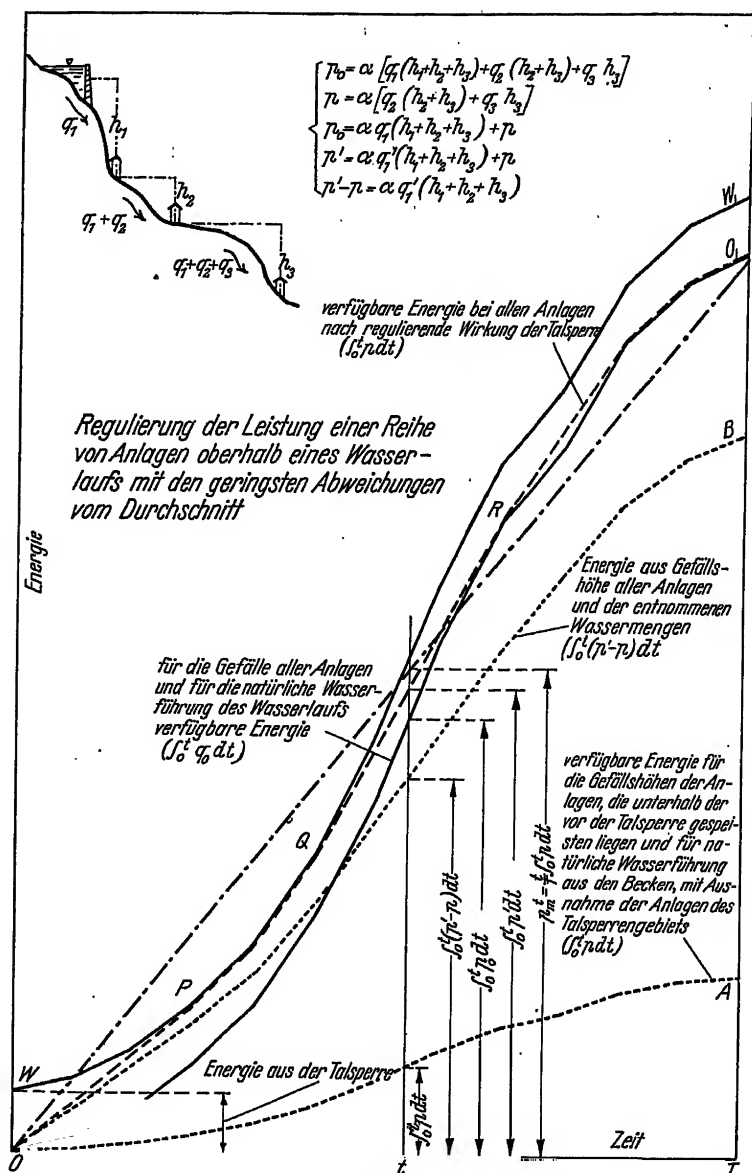 p₀ = α [q₁(h₁+h₂+h₃)+q₂(h₂+h₃)+q₃ h₃]
p = α [q₂ (h₂+h₃)+q₃ h₃]
p₀ = α q₁(h₁+h₂+h₃)+p
p' = α q₁'(h₁+h₂+h₃)+p
p'-p = α q₁'(h₁+h₂+h₃)
q₁
h₁
h₂
q₁+q₂
h₃
q₁+q₂+q₃
W₁
O₁
verfügbare Energie bei allen Anlagen
nach regulierende Wirkung der Talsperre
(∫₀ᵗ p dt)
Regulierung der Leistung einer Reihe
von Anlagen oberhalb eines Wasser-
laufs mit den geringsten Abweichungen
vom Durchschnitt
B
R
Energie
Energie aus Gefälls-
höhe aller Anlagen
und der entnommenen
Wassermengen
(∫₀ᵗ (p'-p) dt
für die Gefälle aller Anlagen
und für die natürliche Wasser-
führung des Wasserlaufs
verfügbare Energie
(∫₀ᵗ q₀ dt)
verfügbare Energie für
die Gefällshöhen der An-
lagen, die unterhalb der
vor der Talsperre gespei-
sten liegen und für na-
türliche Wasserführung
aus den Becken, mit Aus-
nahme der Anlagen des
Talsperrengebiets
(∫₀ᵗ p dt)
Q
∫₀ᵗ (p'-p) dt
∫₀ᵗ p₀ dt
∫₀ᵗ p' dt
P
A
W
Energie aus der Talsperre
∫₀ᵗ p dt
Zeit
O
t
T